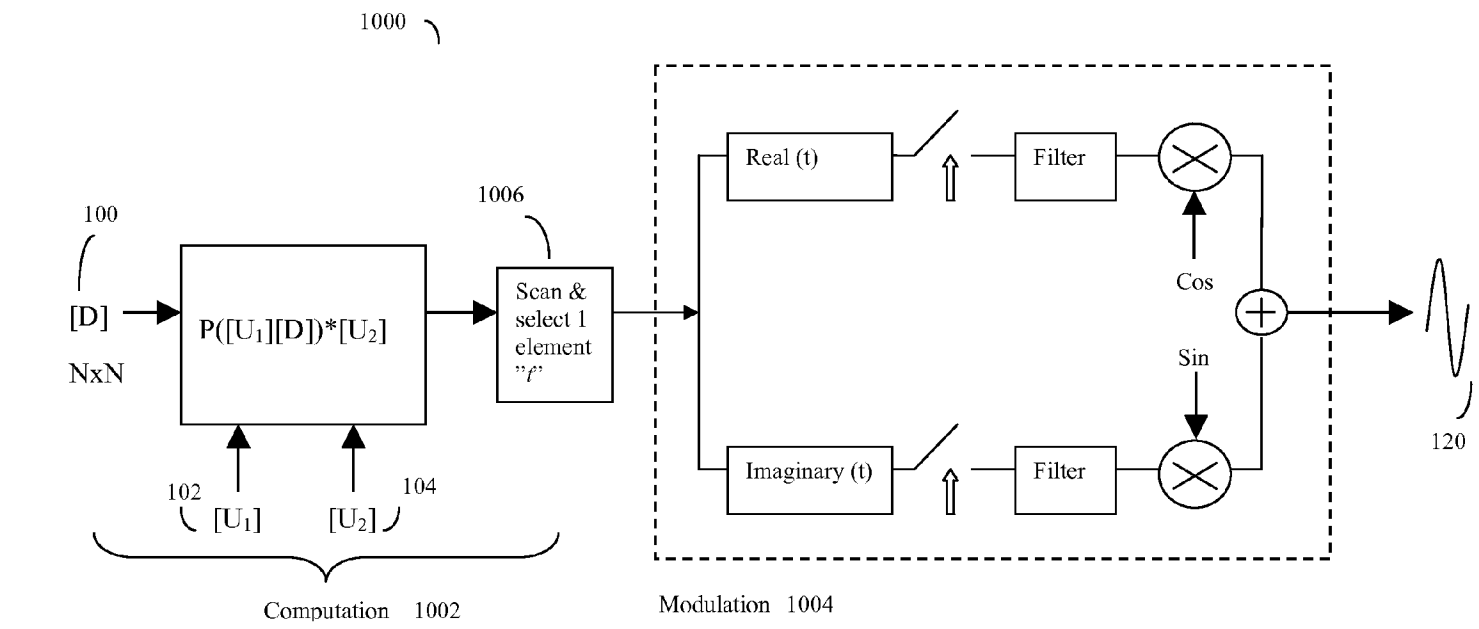 1000
100
[D]
NxN
P([U₁][D])*[U₂]
102
[U₁]
[U₂]
104
Computation 1002
1006
Scan &
select 1
element
”t”
Real (t)
Filter
Cos
Sin
Imaginary (t)
Filter
Modulation 1004
120